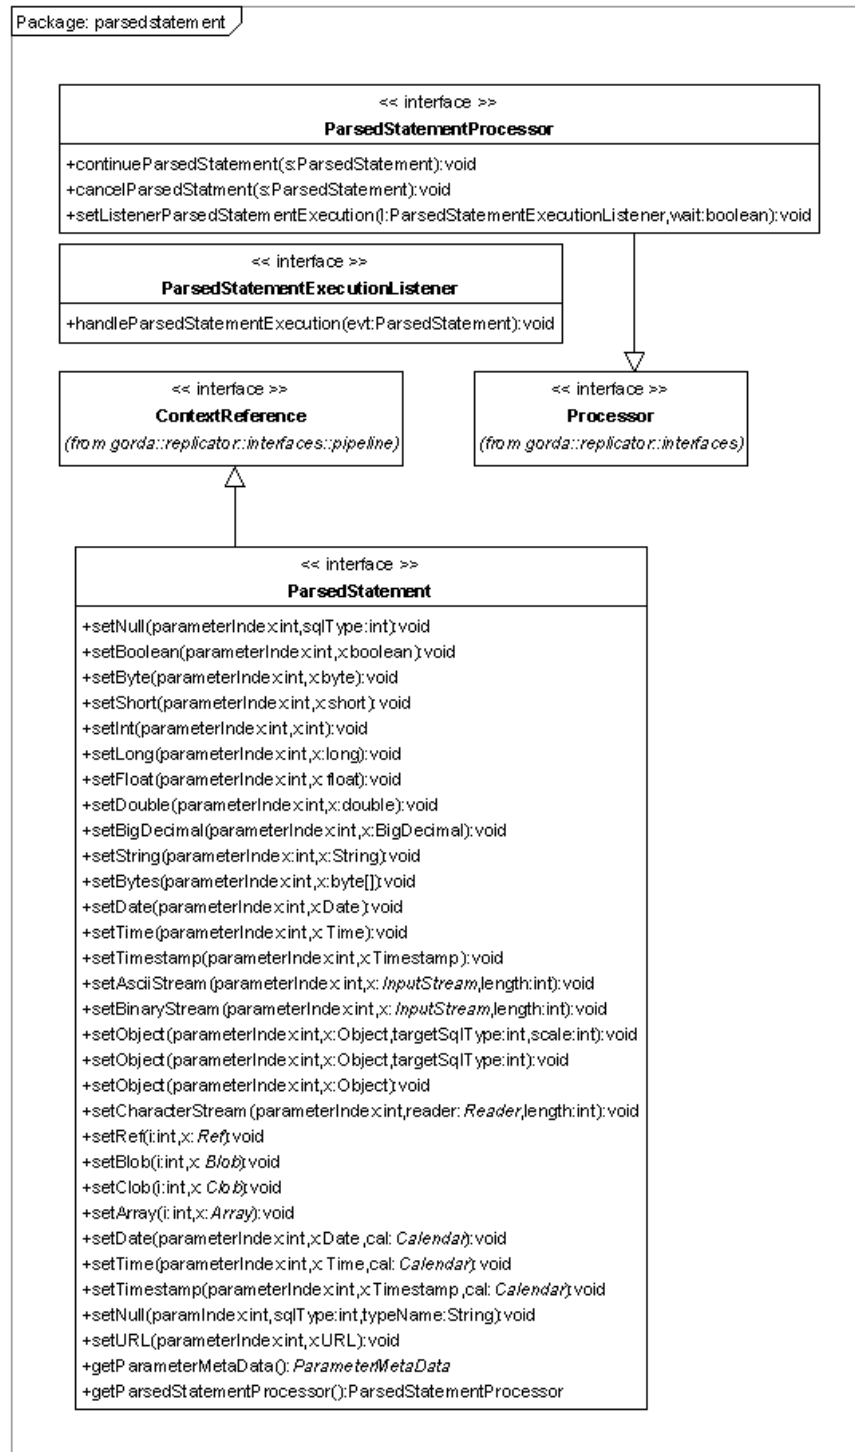 Package: parsedstatement
<< interface >>
ParsedStatementProcessor
+continueParsedStatement(s:ParsedStatement):void
+cancelParsedStatment(s:ParsedStatement):void
+setListenerParsedStatementExecution(l:ParsedStatementExecutionListener,wait:boolean):void
<< interface >>
ParsedStatementExecutionListener
+handleParsedStatementExecution(evt:ParsedStatement):void
<< interface >>
ContextReference
(from gorda::replicator::interfaces::pipeline)
<< interface >>
Processor
(from gorda::replicator::interfaces)
<< interface >>
ParsedStatement
+setNull(parameterIndex:int,sqlType:int):void
+setBoolean(parameterIndex:int,x:boolean):void
+setByte(parameterIndex:int,x:byte):void
+setShort(parameterIndex:int,x:short):void
+setInt(parameterIndex:int,x:int):void
+setLong(parameterIndex:int,x:long):void
+setFloat(parameterIndex:int,x:float):void
+setDouble(parameterIndex:int,x:double):void
+setBigDecimal(parameterIndex:int,x:BigDecimal):void
+setString(parameterIndex:int,x:String):void
+setBytes(parameterIndex:int,x:byte[]):void
+setDate(parameterIndex:int,x:Date):void
+setTime(parameterIndex:int,x:Time):void
+setTimestamp(parameterIndex:int,x:Timestamp):void
+setAsciiStream(parameterIndex:int,x:InputStream,length:int):void
+setBinaryStream(parameterIndex:int,x:InputStream,length:int):void
+setObject(parameterIndex:int,x:Object,targetSqlType:int,scale:int):void
+setObject(parameterIndex:int,x:Object,targetSqlType:int):void
+setObject(parameterIndex:int,x:Object):void
+setCharacterStream(parameterIndex:int,reader:Reader,length:int):void
+setRef(i:int,x:Ref):void
+setBlob(i:int,x:Blob):void
+setClob(i:int,x:Clob):void
+setArray(i:int,x:Array):void
+setDate(parameterIndex:int,x:Date,cal:Calendar):void
+setTime(parameterIndex:int,x:Time,cal:Calendar):void
+setTimestamp(parameterIndex:int,x:Timestamp,cal:Calendar):void
+setNull(paramIndex:int,sqlType:int,typeName:String):void
+setURL(parameterIndex:int,x:URL):void
+getParameterMetaData():ParameterMetaData
+getParsedStatementProcessor():ParsedStatementProcessor